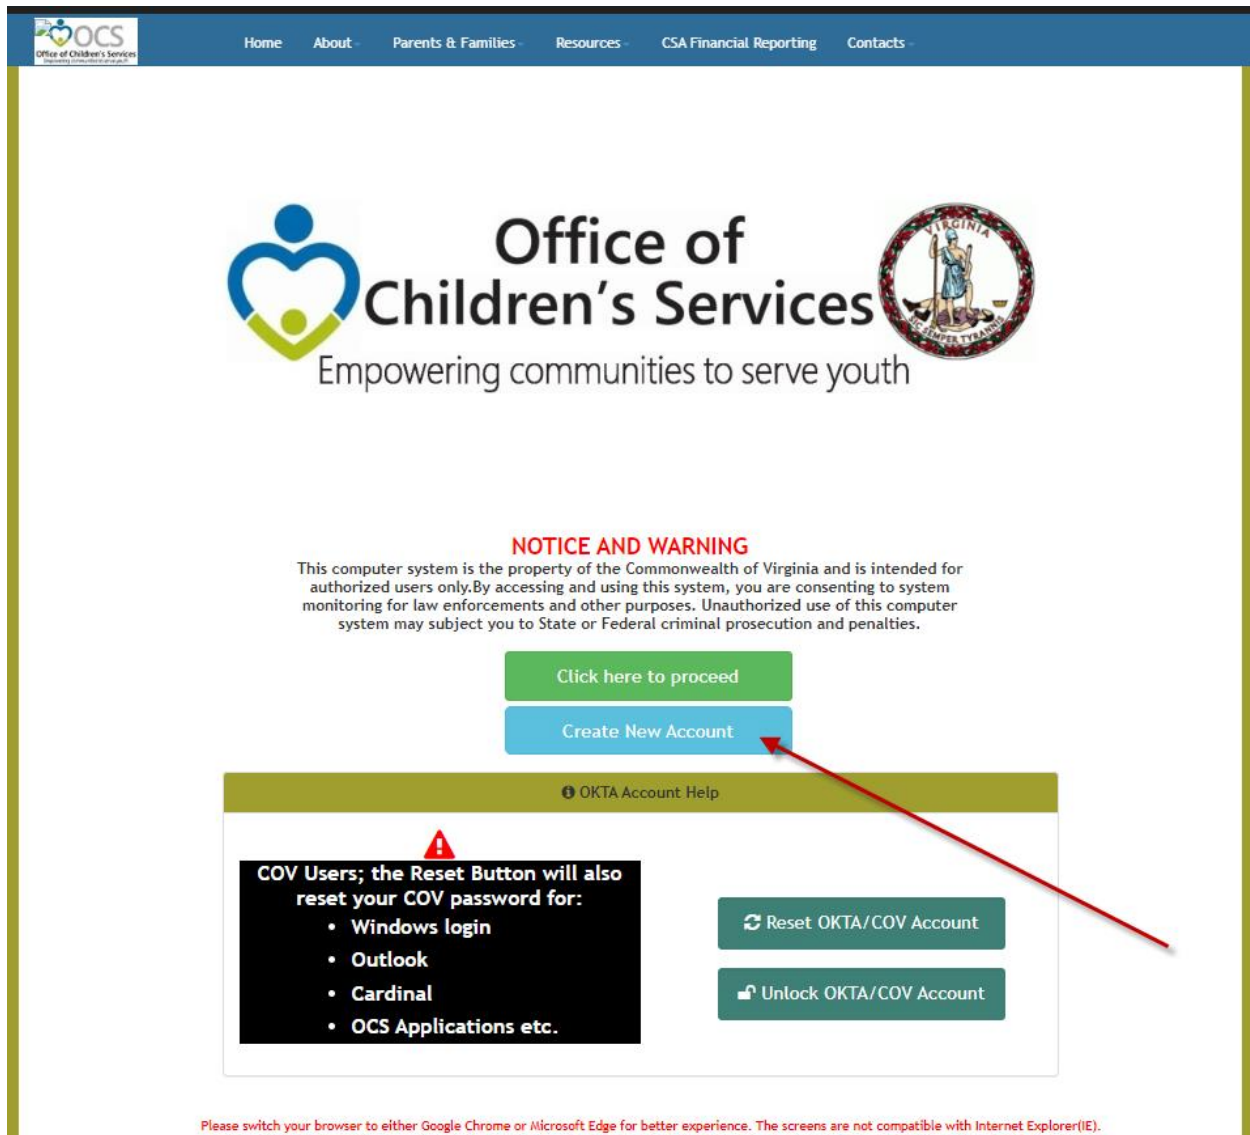 OCS
Office of Children's Services
Home About Parents & Families Resources CSA Financial Reporting Contacts
Office of
Children's Services
Empowering communities to serve youth
VIRGINIA
SIC SEMPER TYRANNIS
NOTICE AND WARNING
This computer system is the property of the Commonwealth of Virginia and is intended for
authorized users only.By accessing and using this system, you are consenting to system
monitoring for law enforcements and other purposes. Unauthorized use of this computer
system may subject you to State or Federal criminal prosecution and penalties.
Click here to proceed
Create New Account
OKTA Account Help
COV Users; the Reset Button will also
reset your COV password for:
• Windows login
• Outlook
• Cardinal
• OCS Applications etc.
Reset OKTA/COV Account
Unlock OKTA/COV Account
Please switch your browser to either Google Chrome or Microsoft Edge for better experience. The screens are not compatible with Internet Explorer(IE).